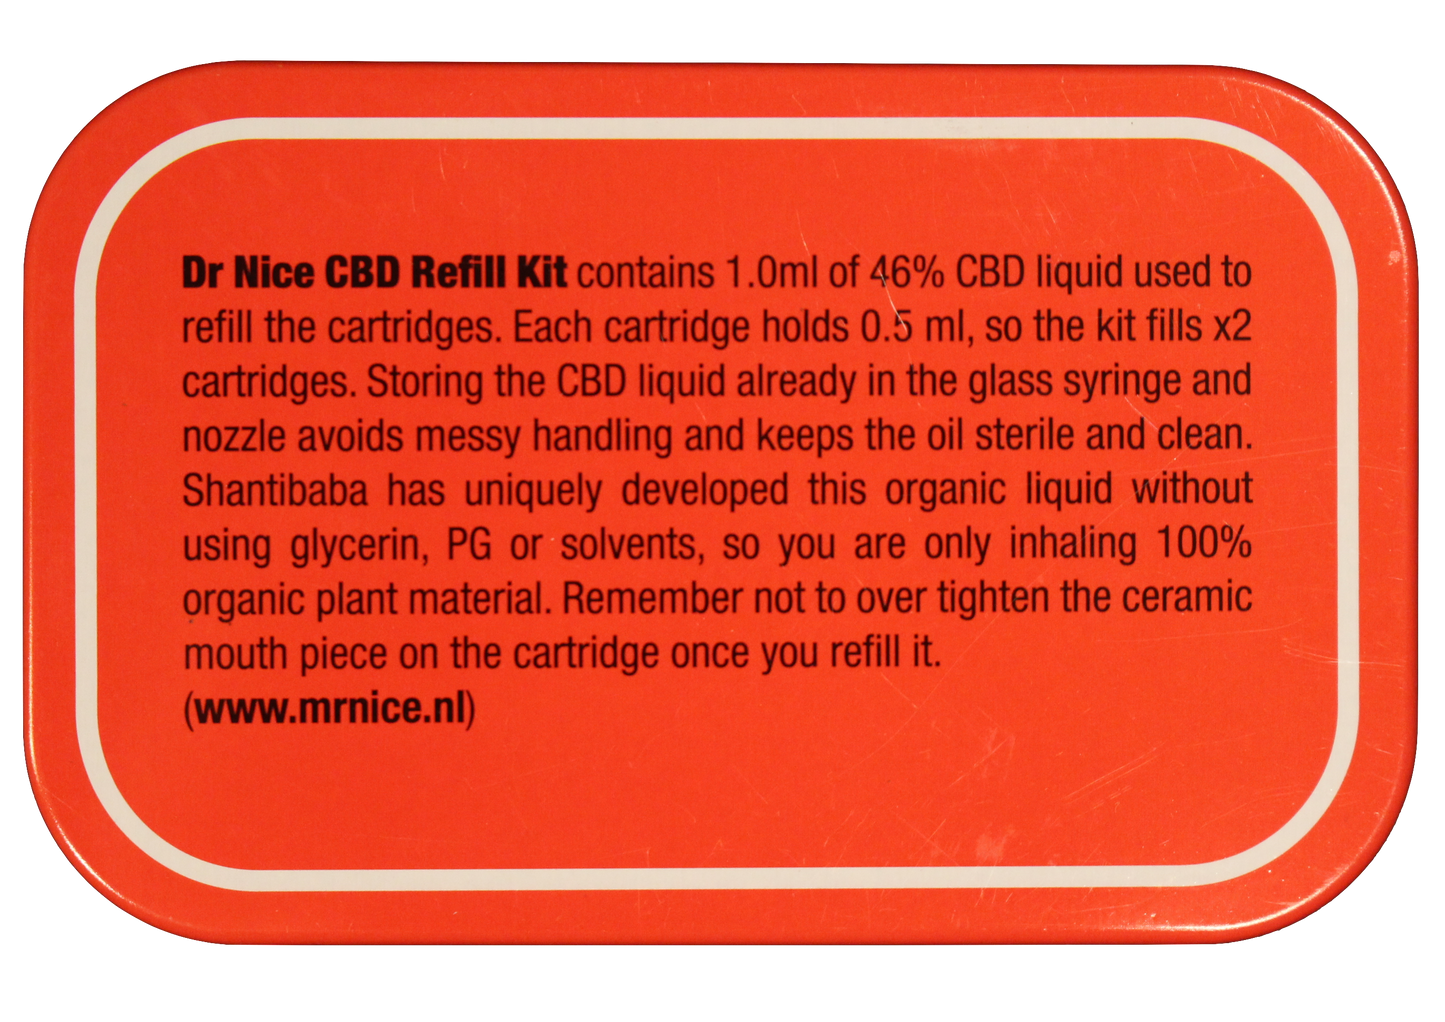 Dr Nice CBD Refill Kit contains 1.0ml of 46% CBD liquid used to
refill the cartridges. Each cartridge holds 0.5 ml, so the kit fills x2
cartridges. Storing the CBD liquid already in the glass syringe and
nozzle avoids messy handling and keeps the oil sterile and clean.
Shantibaba has uniquely developed this organic liquid without
using glycerin, PG or solvents, so you are only inhaling 100%
organic plant material. Remember not to over tighten the ceramic
mouth piece on the cartridge once you refill it.
(www.mrnice.nl)